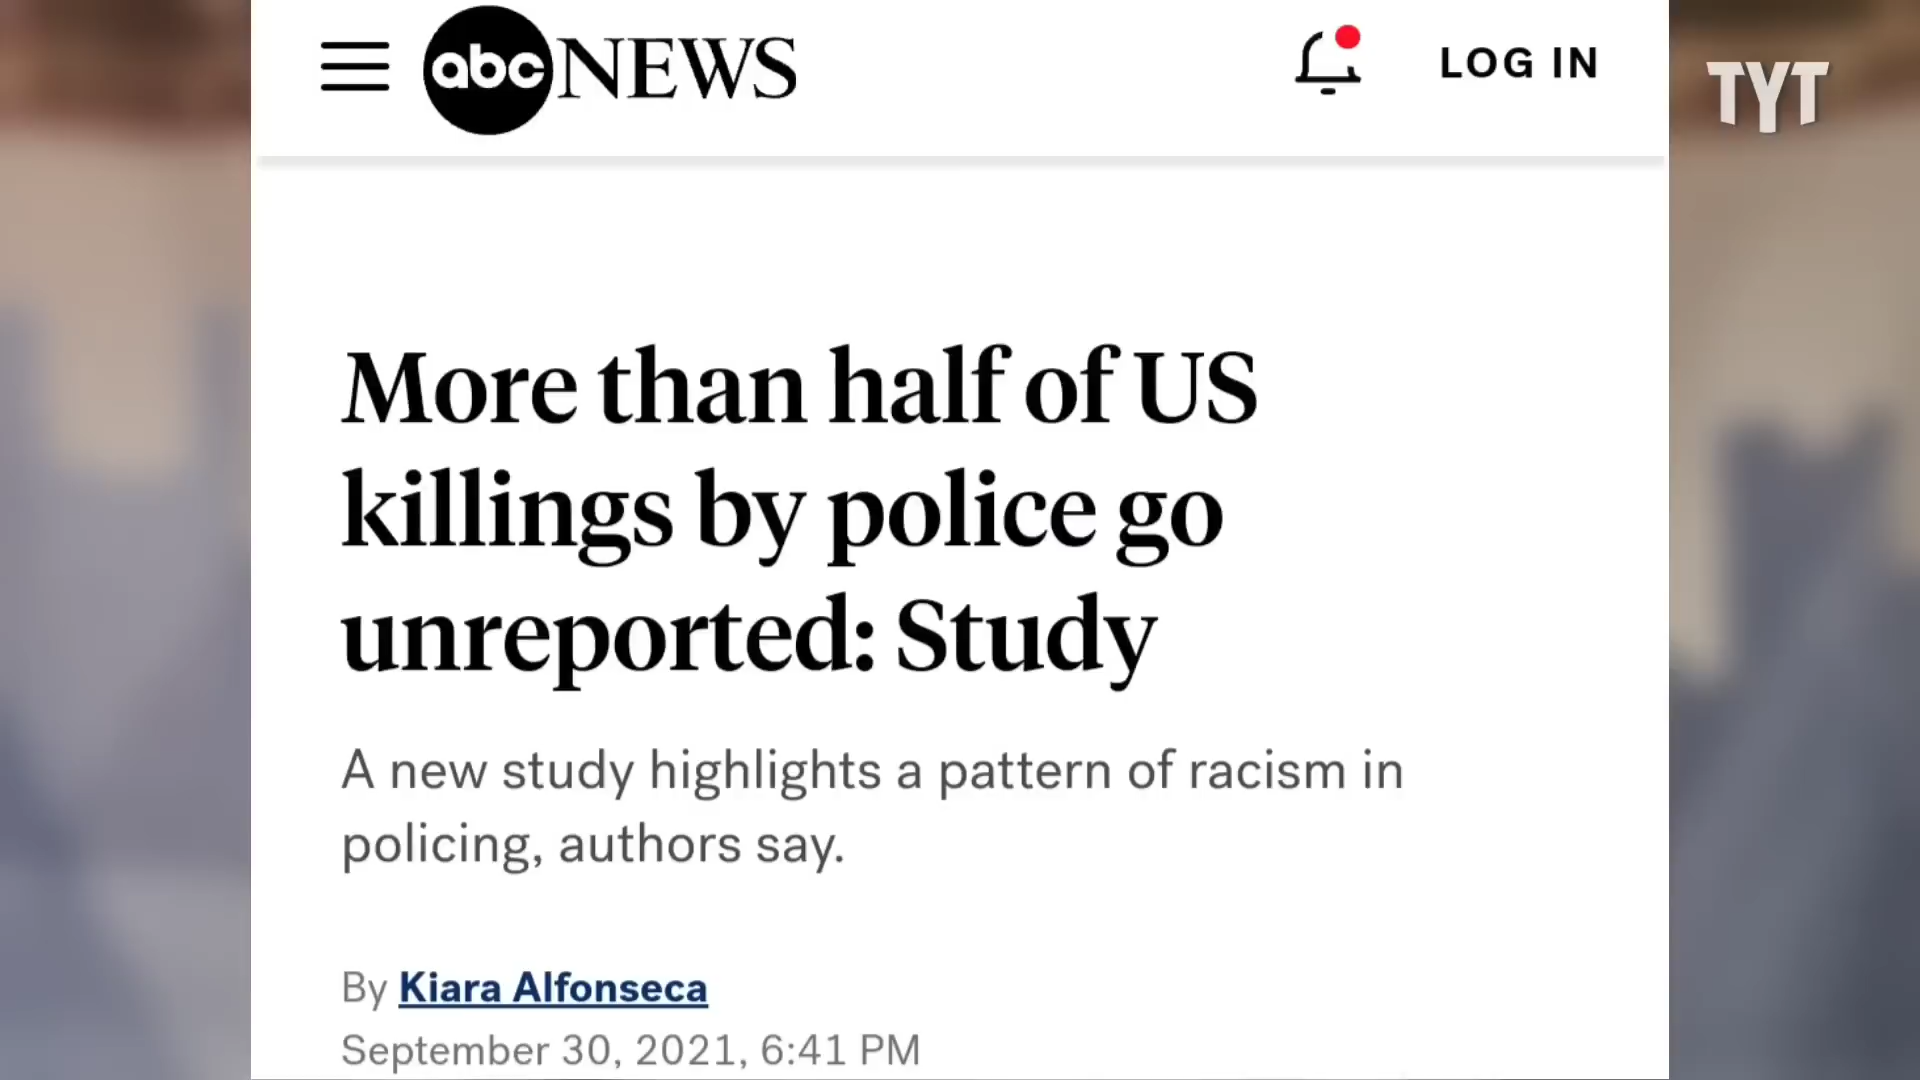 abc NEWS
LOG IN
TYT
More than half of US
killings by police go
unreported: Study
A new study highlights a pattern of racism in
policing, authors say.
By Kiara Alfonseca
September 30, 2021, 6:41 PM